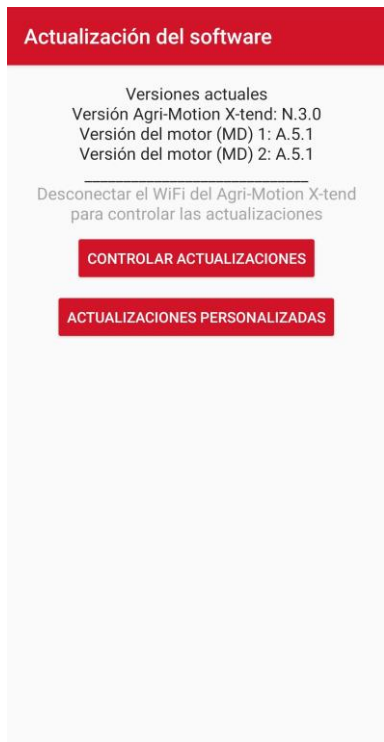 Actualización del software
Versiones actuales
Versión Agri-Motion X-tend: N.3.0
Versión del motor (MD) 1: A.5.1
Versión del motor (MD) 2: A.5.1
Desconectar el WiFi del Agri-Motion X-tend
para controlar las actualizaciones
CONTROLAR ACTUALIZACIONES
ACTUALIZACIONES PERSONALIZADAS